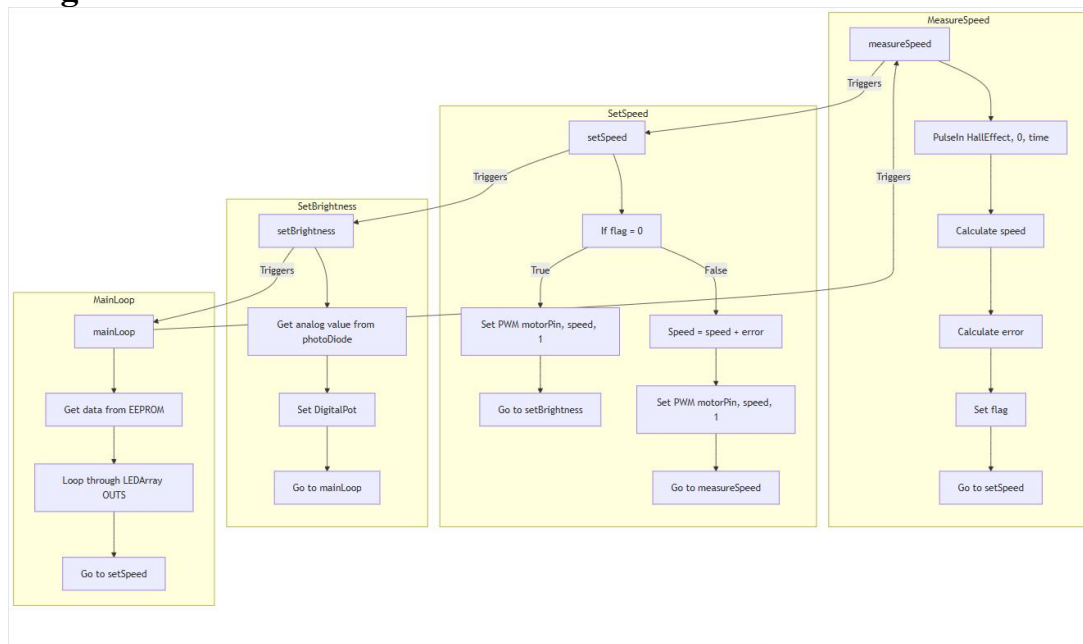 MainLoop
mainLoop
Get data from EEPROM
Loop through LEDArray
OUTS
Go to setSpeed
SetBrightness
setBrightness
Triggers
Get analog value from
photoDiode
Set DigitalPot
Go to mainLoop
SetSpeed
setSpeed
Triggers
If flag = 0
True
False
Set PWM motorPin, speed,
1
Go to setBrightness
Speed = speed + error
Set PWM motorPin, speed,
1
Go to measureSpeed
MeasureSpeed
measureSpeed
Triggers
Triggers
PulseIn HallEffect, 0, time
Calculate speed
Calculate error
Set flag
Go to setSpeed